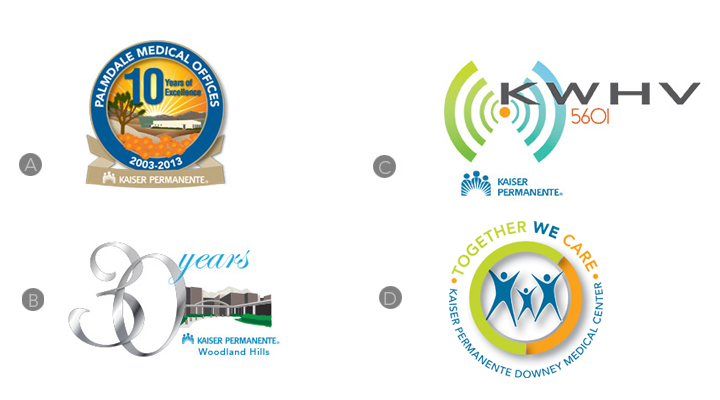 A
PALMDALE MEDICAL OFFICES
10
Years of
Excellence
2003-2013
KAISER PERMANENTE®
B
30 years
KAISER PERMANENTE®
Woodland Hills
C
KWHV
5601
KAISER
PERMANENTE®
D
TOGETHER WE CARE
KAISER PERMANENTE DOWNEY MEDICAL CENTER